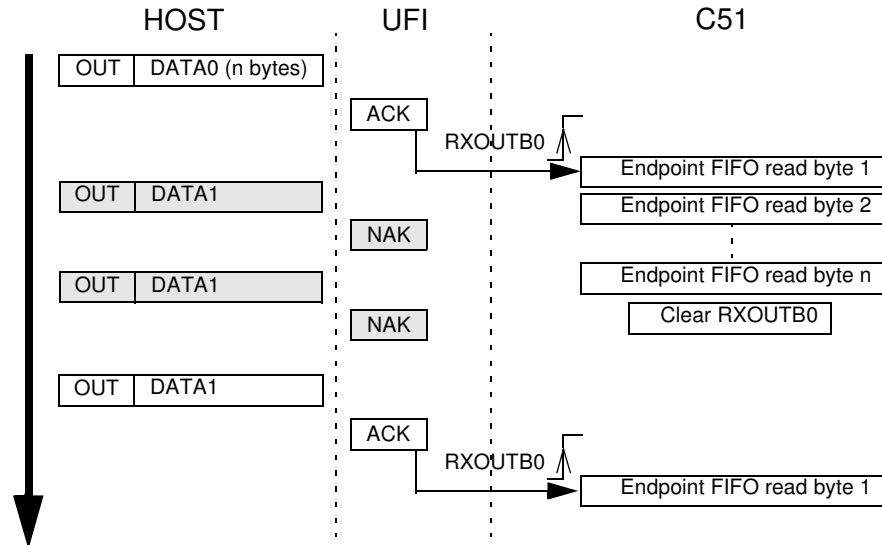 HOST UFI C51
OUT DATA0 (n bytes)
ACK
RXOUTB0
Endpoint FIFO read byte 1
OUT DATA1
Endpoint FIFO read byte 2
NAK
OUT DATA1
Endpoint FIFO read byte n
NAK
Clear RXOUTB0
OUT DATA1
ACK
RXOUTB0
Endpoint FIFO read byte 1